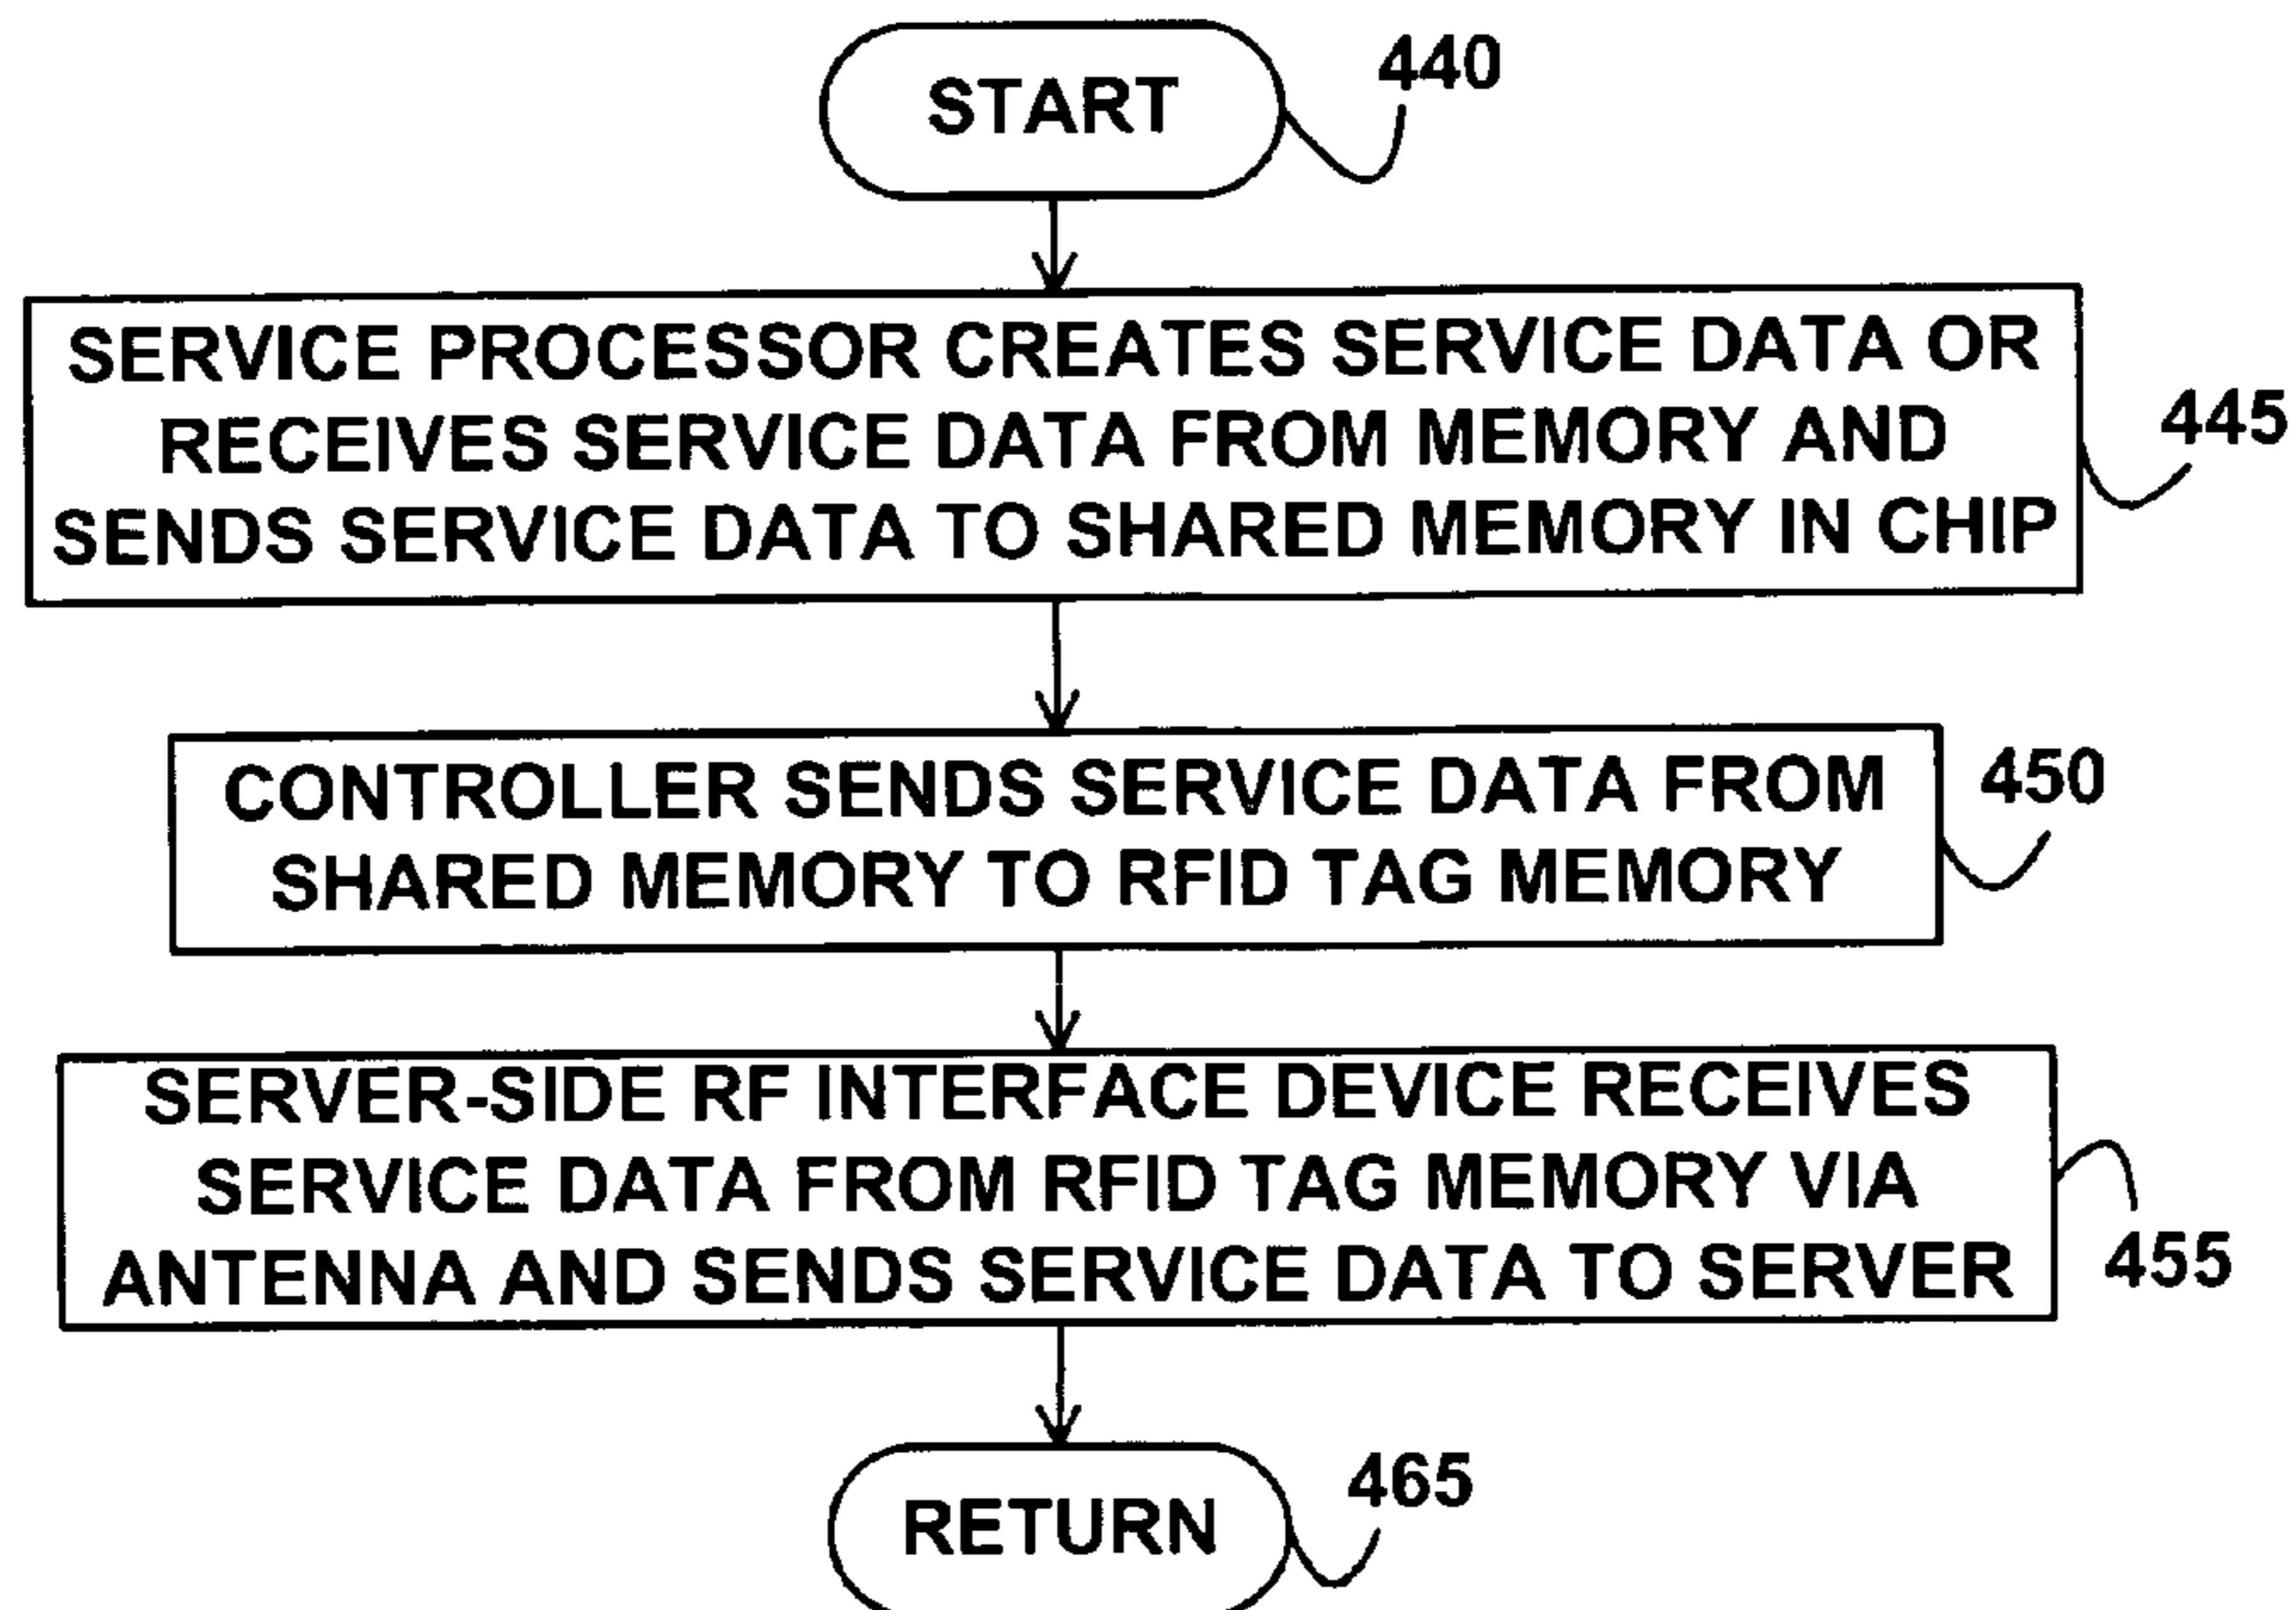 START
440
SERVICE PROCESSOR CREATES SERVICE DATA OR
RECEIVES SERVICE DATA FROM MEMORY AND
SENDS SERVICE DATA TO SHARED MEMORY IN CHIP
445
CONTROLLER SENDS SERVICE DATA FROM
SHARED MEMORY TO RFID TAG MEMORY
450
SERVER-SIDE RF INTERFACE DEVICE RECEIVES
SERVICE DATA FROM RFID TAG MEMORY VIA
ANTENNA AND SENDS SERVICE DATA TO SERVER
455
RETURN
465